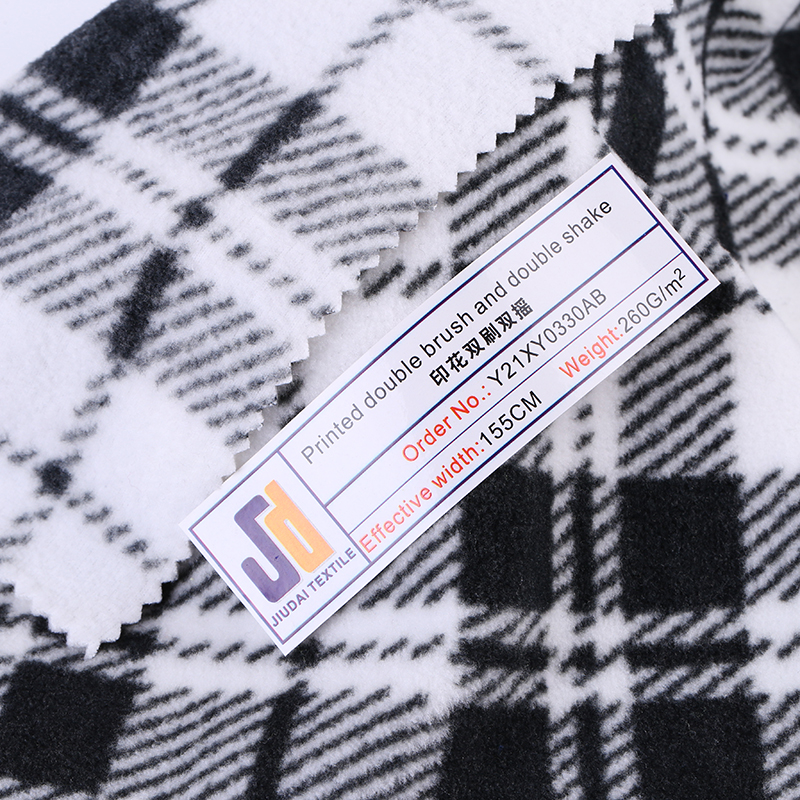 Printed double brush and double shake
印花双刷双摇
Order No.: Y21XY0330AB
Effective width:155CM Weight:260G/m²
Jd
JIUDAI TEXTILE